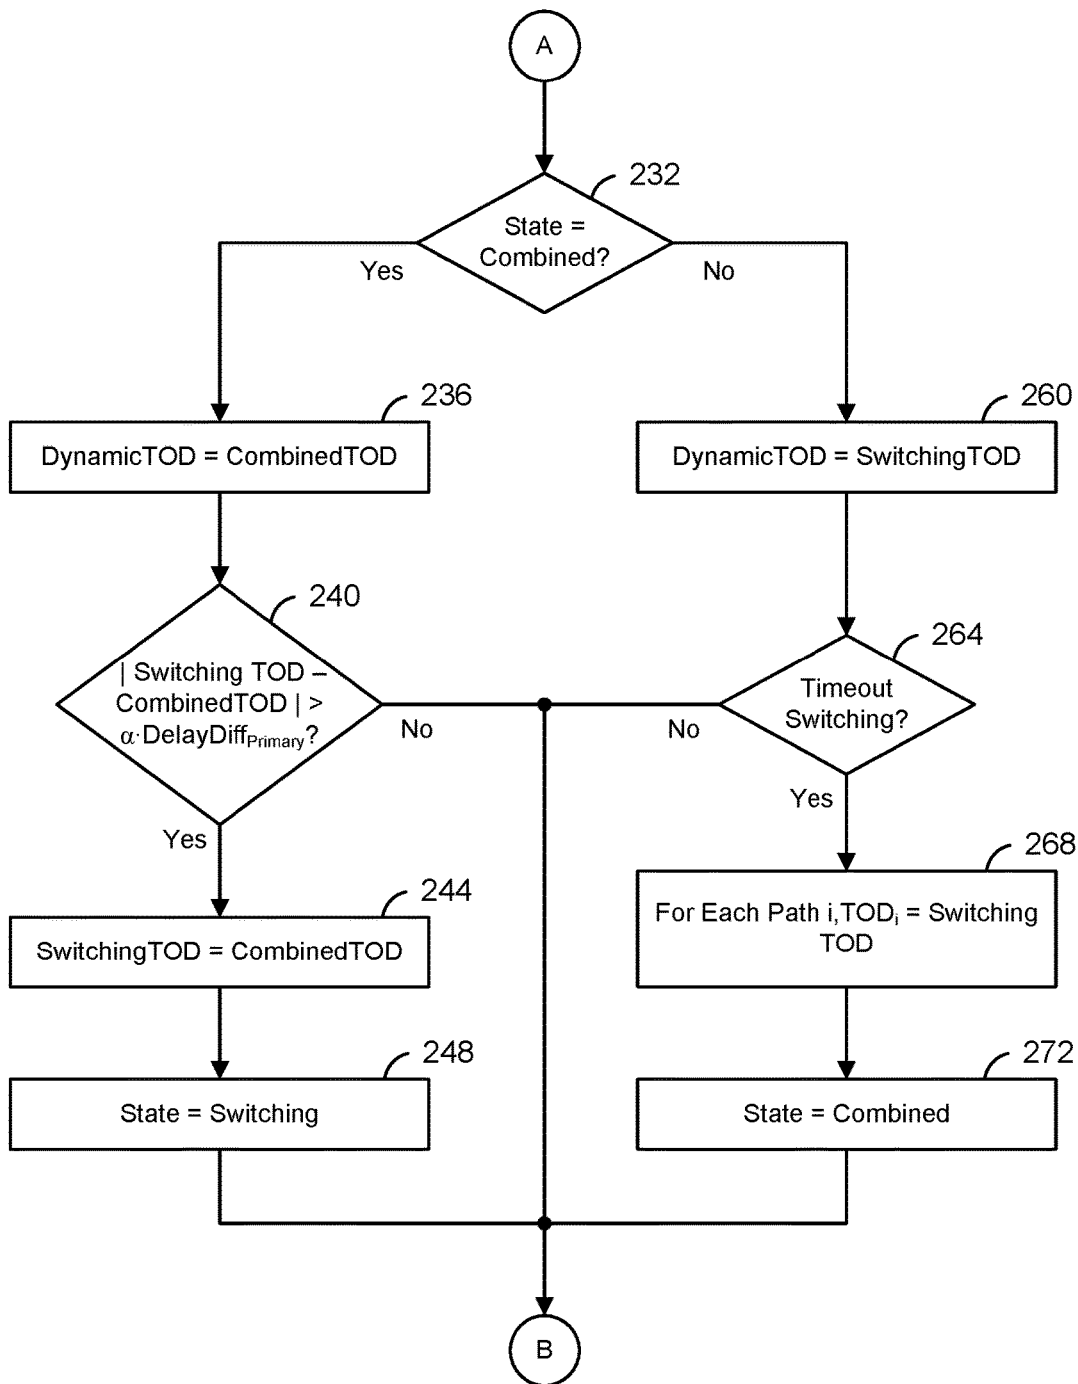 A
232
State =
Combined?
Yes
No
236
DynamicTOD = CombinedTOD
260
DynamicTOD = SwitchingTOD
240
| Switching TOD –
CombinedTOD | >
α·DelayDiffPrimary?
No
Yes
264
Timeout
Switching?
No
Yes
244
SwitchingTOD = CombinedTOD
268
For Each Path i,TODi = Switching
TOD
248
State = Switching
272
State = Combined
B